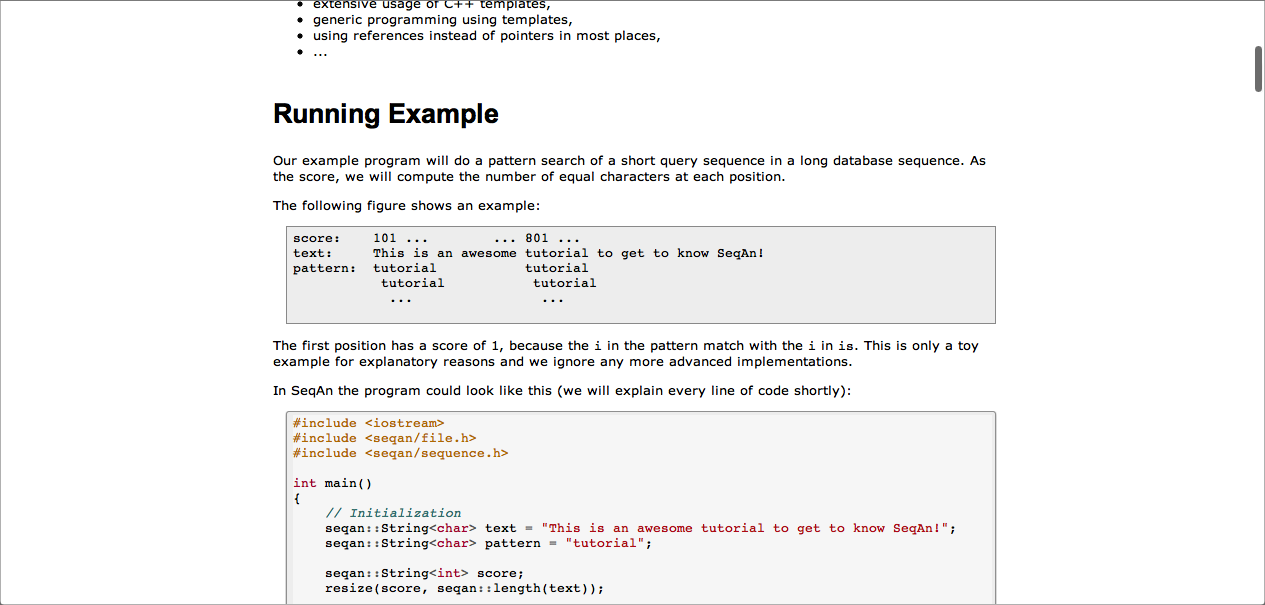 • extensive usage of C++ templates,
• generic programming using templates,
• using references instead of pointers in most places,
• ...
Running Example
Our example program will do a pattern search of a short query sequence in a long database sequence. As
the score, we will compute the number of equal characters at each position.
The following figure shows an example:
score:    101 ...        ... 801 ...
text:     This is an awesome tutorial to get to know SeqAn!
pattern:  tutorial           tutorial
           tutorial           tutorial
            ...                ...
The first position has a score of 1, because the i in the pattern match with the i in is. This is only a toy
example for explanatory reasons and we ignore any more advanced implementations.
In SeqAn the program could look like this (we will explain every line of code shortly):
#include <iostream>
#include <seqan/file.h>
#include <seqan/sequence.h>
int main()
{
    // Initialization
    seqan::String<char> text = "This is an awesome tutorial to get to know SeqAn!";
    seqan::String<char> pattern = "tutorial";
    seqan::String<int> score;
    resize(score, seqan::length(text));